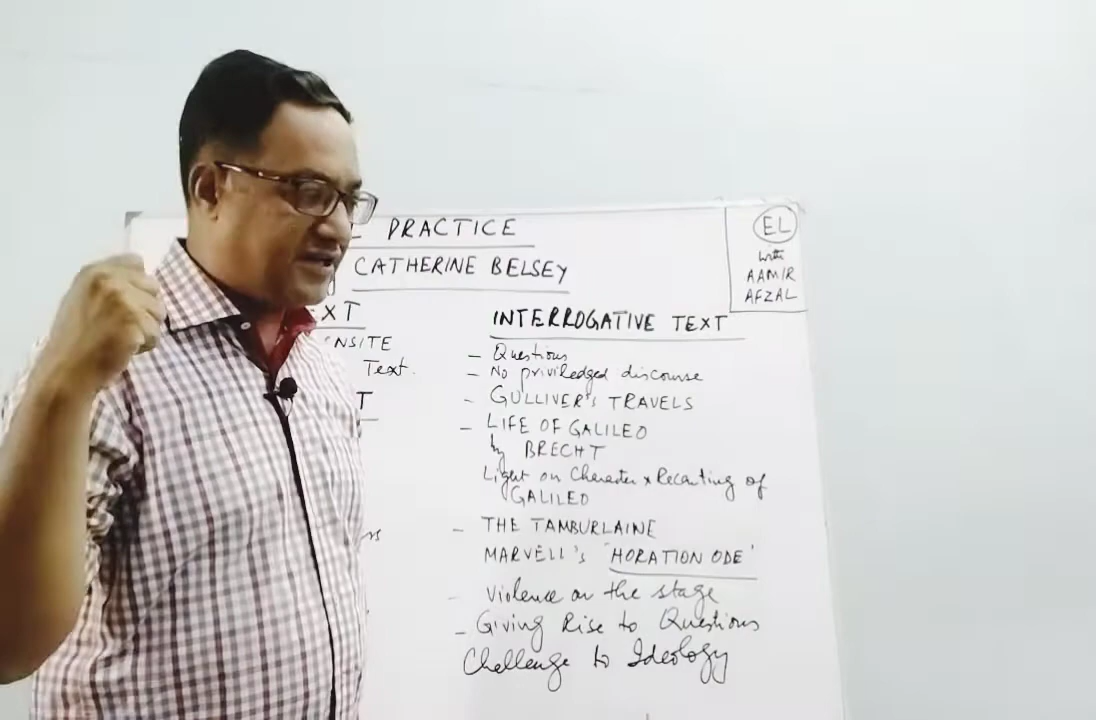 PRACTICE
CATHERINE BELSEY
XT
NSITE
Text.
T
INTERROGATIVE TEXT
- Questions
- No priviledged discourse
- GULLIVER'S TRAVELS
- LIFE OF GALILEO
by BRECHT
Light on Character x Recanting of
GALILEO
- THE TAMBURLAINE
MARVELL'S 'HORATION ODE'
- Violence on the stage
- Giving Rise to Questions
Challenge to Ideology
EL
with
AAMIR
AFZAL